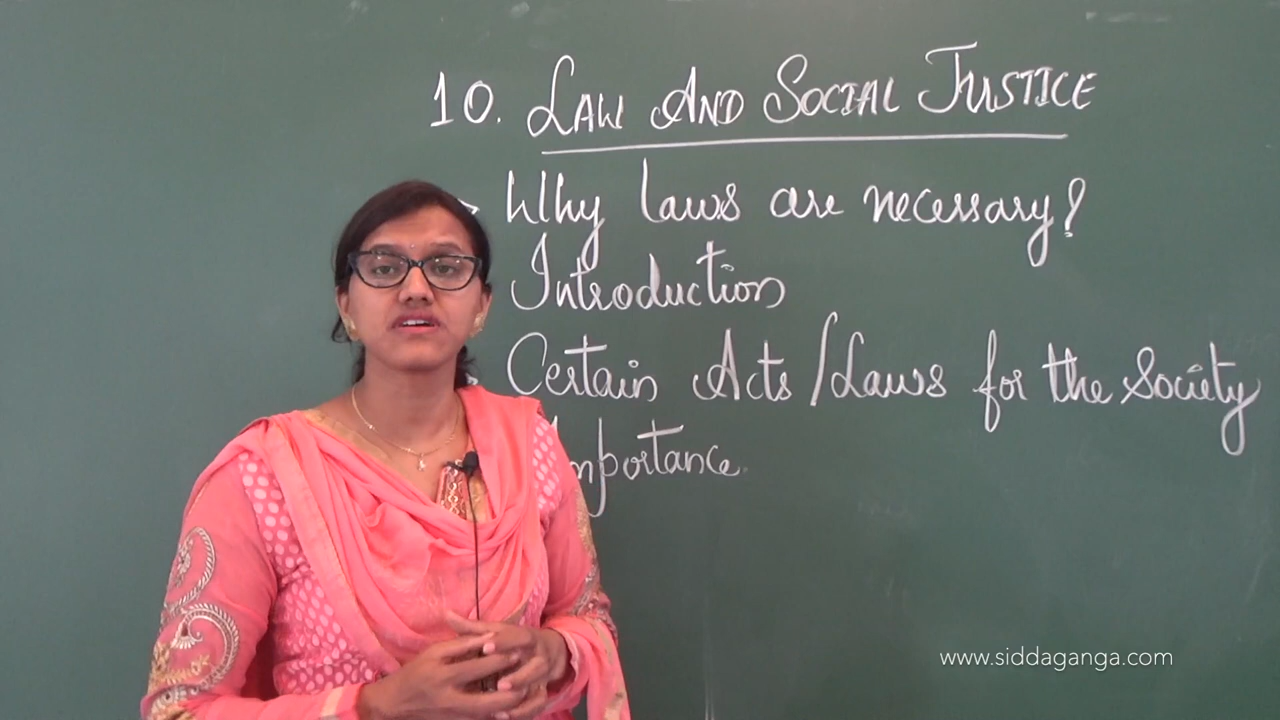 10. LAW AND SOCIAL JUSTICE
Why laws are necessary?
Introduction
Certain Acts/Laws for the Society
Importance
www.siddaganga.com